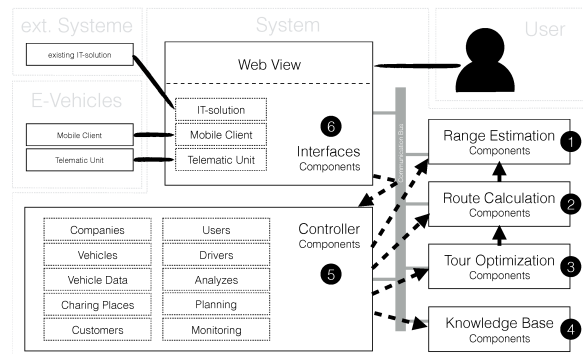 ext. Systeme
System
User
existing IT-solution
Web View
E-Vehicles
IT-solution
Mobile Client
Telematic Unit
Mobile Client
Telematic Unit
6
Interfaces
Components
Communication Bus
Range Estimation
Components
1
Route Calculation
Components
2
Tour Optimization
Components
3
Knowledge Base
Components
4
Controller
Components
5
Companies
Users
Vehicles
Drivers
Vehicle Data
Analyzes
Charing Places
Planning
Customers
Monitoring